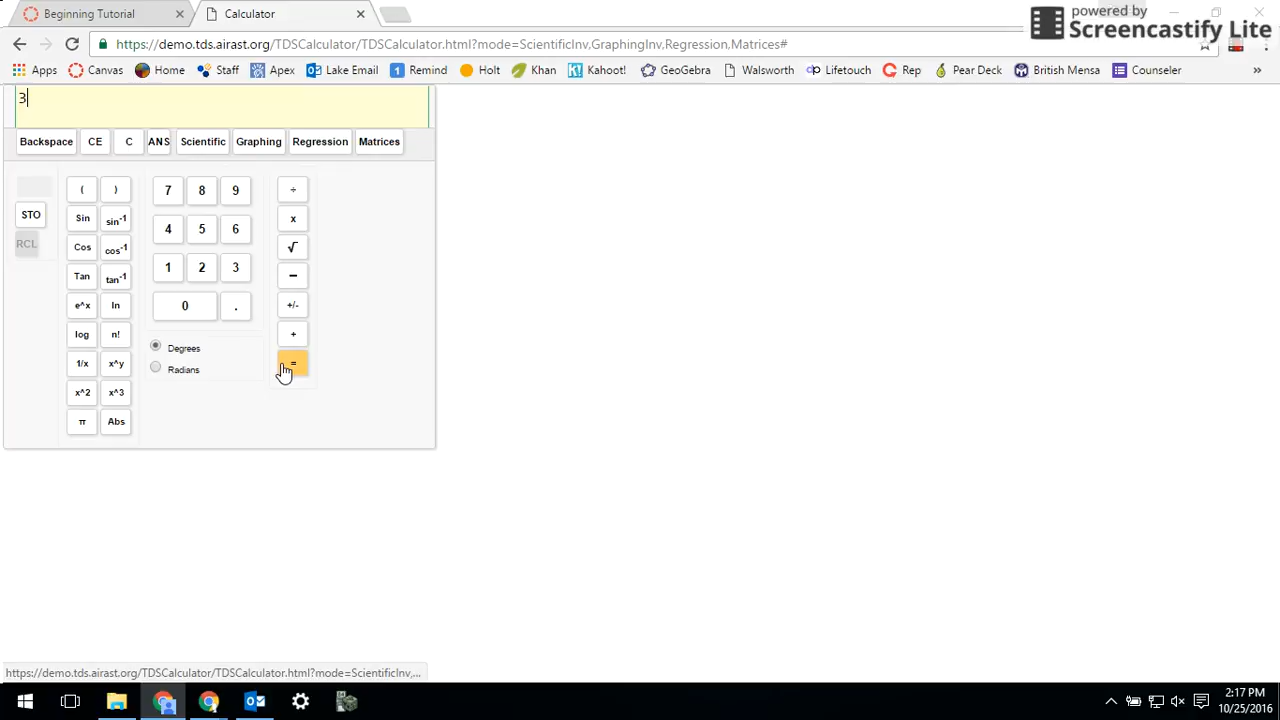 Beginning Tutorial
Calculator
powered by
Screencastify Lite
https://demo.tds.airast.org/TDSCalculator/TDSCalculator.html?mode=ScientificInv,GraphingInv,Regression,Matrices#
Apps Canvas Home Staff Apex Lake Email Remind Holt Khan Kahoot! GeoGebra Walsworth Lifetouch Rep Pear Deck British Mensa Counseler »
3
Backspace CE C ANS Scientific Graphing Regression Matrices
( ) 7 8 9 ÷
STO Sin sin-1 4 5 6 x
RCL Cos cos-1 √
Tan tan-1 1 2 3 −
e^x ln 0 . +/-
log n! +
Degrees
1/x x^y =
Radians
x^2 x^3
π Abs
https://demo.tds.airast.org/TDSCalculator/TDSCalculator.html?mode=ScientificInv,...
2:17 PM
10/25/2016